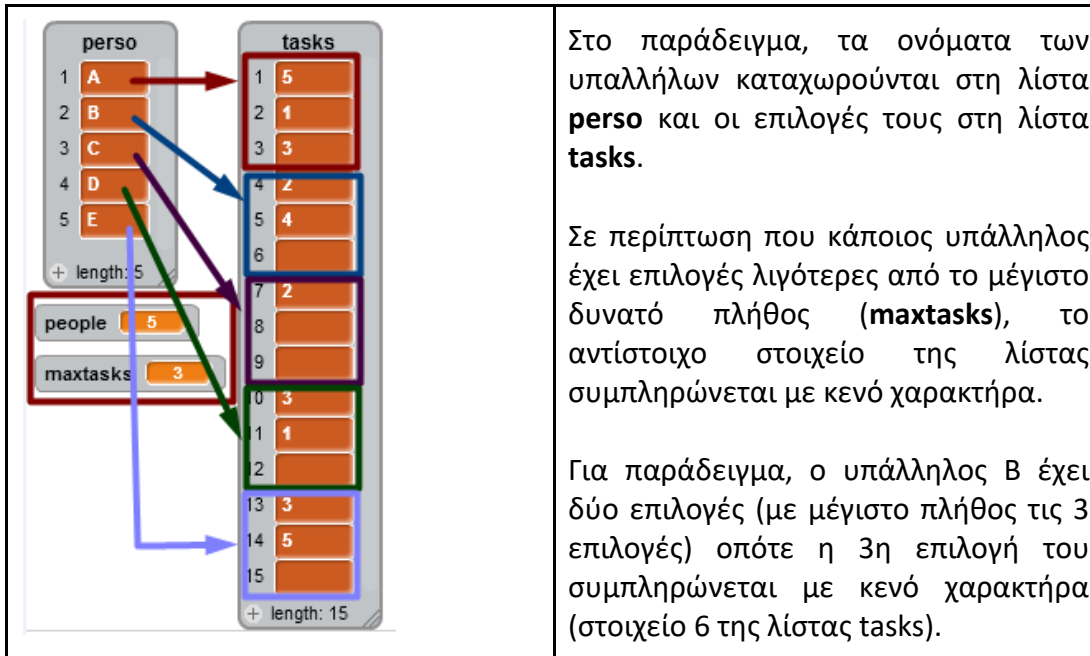 perso
1 A
2 B
3 C
4 D
5 E
+ length: 5
people 5
maxtasks 3
tasks
1 5
2 1
3 3
4 2
5 4
6
7 2
8
9
10 3
11 1
12
13 3
14 5
15
+ length: 15
Στο παράδειγμα, τα ονόματα των
υπαλλήλων καταχωρούνται στη λίστα
perso και οι επιλογές τους στη λίστα
tasks.
Σε περίπτωση που κάποιος υπάλληλος
έχει επιλογές λιγότερες από το μέγιστο
δυνατό πλήθος (maxtasks), το
αντίστοιχο στοιχείο της λίστας
συμπληρώνεται με κενό χαρακτήρα.
Για παράδειγμα, ο υπάλληλος Β έχει
δύο επιλογές (με μέγιστο πλήθος τις 3
επιλογές) οπότε η 3η επιλογή του
συμπληρώνεται με κενό χαρακτήρα
(στοιχείο 6 της λίστας tasks).